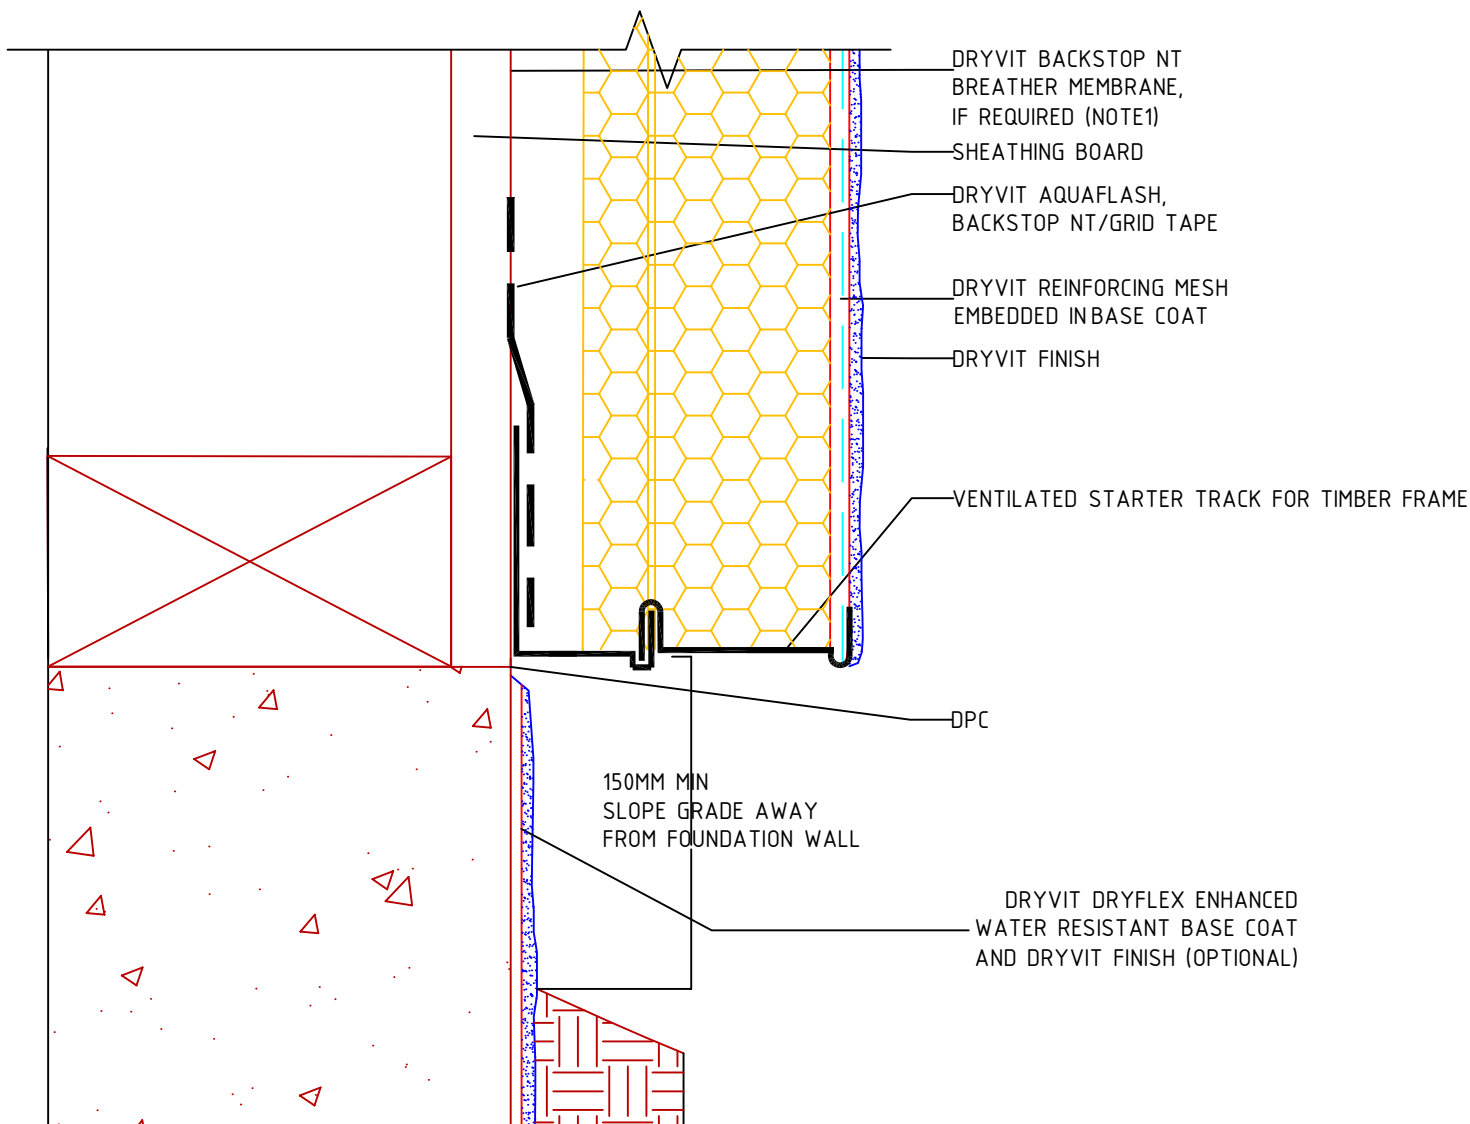 DRYVIT BACKSTOP NT
BREATHER MEMBRANE,
IF REQUIRED (NOTE1)
SHEATHING BOARD
DRYVIT AQUAFLASH,
BACKSTOP NT/GRID TAPE
DRYVIT REINFORCING MESH
EMBEDDED IN BASE COAT
DRYVIT FINISH
VENTILATED STARTER TRACK FOR TIMBER FRAME
DPC
150MM MIN
SLOPE GRADE AWAY
FROM FOUNDATION WALL
DRYVIT DRYFLEX ENHANCED
WATER RESISTANT BASE COAT
AND DRYVIT FINISH (OPTIONAL)